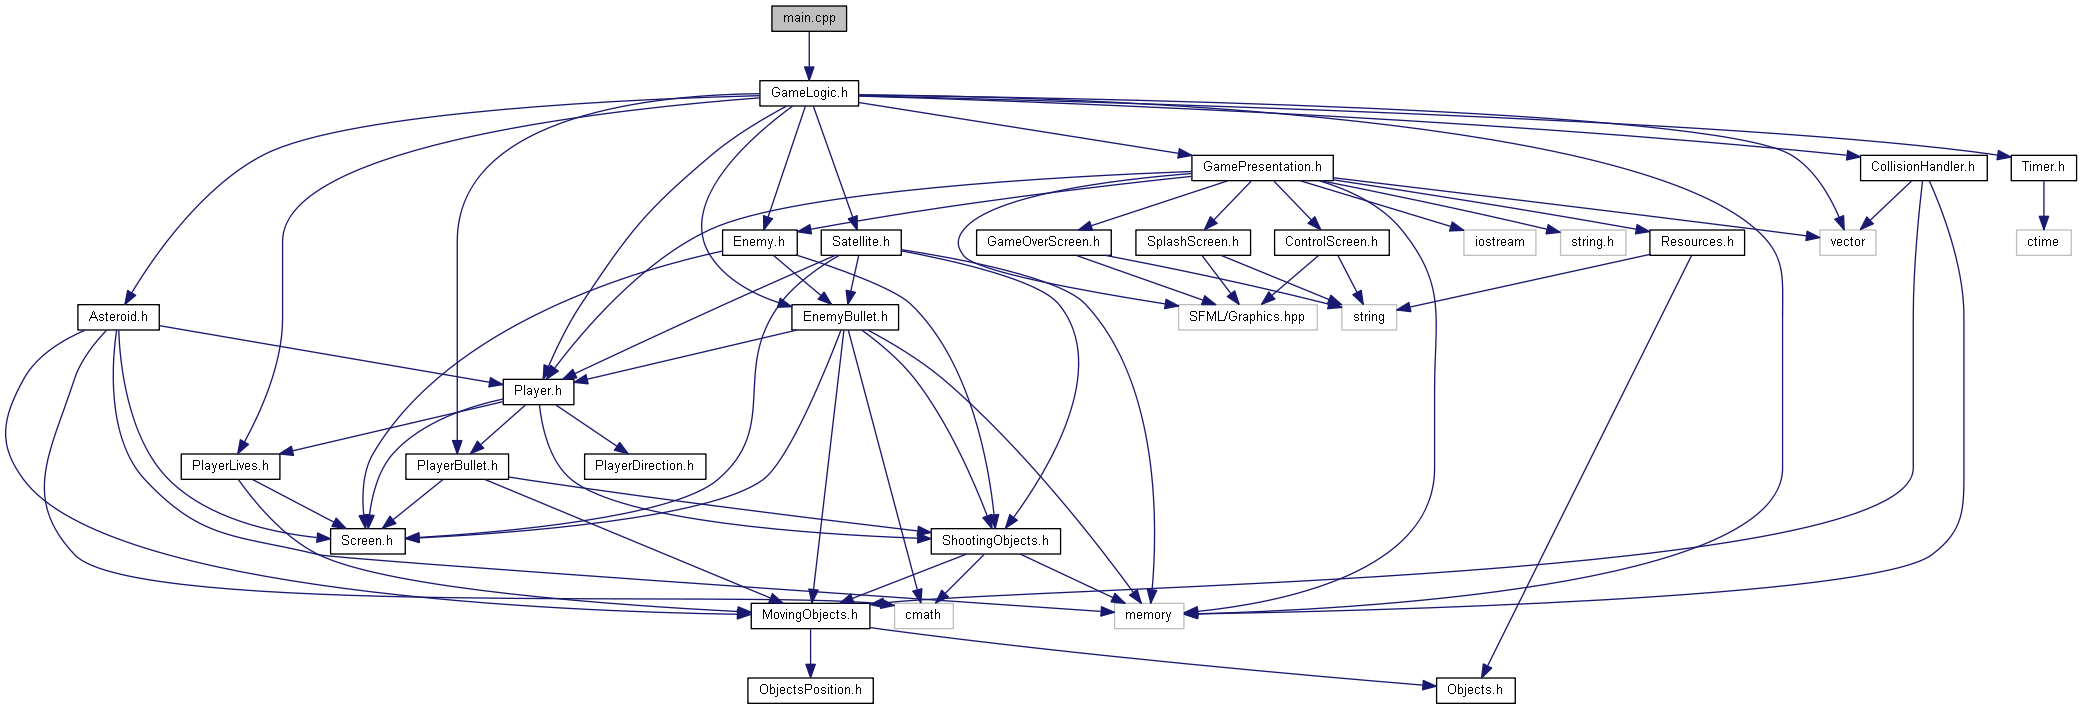 main.cpp
GameLogic.h
GamePresentation.h
CollisionHandler.h
Timer.h
Enemy.h
Satellite.h
GameOverScreen.h
SplashScreen.h
ControlScreen.h
iostream
string.h
Resources.h
vector
ctime
Asteroid.h
EnemyBullet.h
SFML/Graphics.hpp
string
Player.h
PlayerLives.h
PlayerBullet.h
PlayerDirection.h
Screen.h
ShootingObjects.h
MovingObjects.h
cmath
memory
ObjectsPosition.h
Objects.h